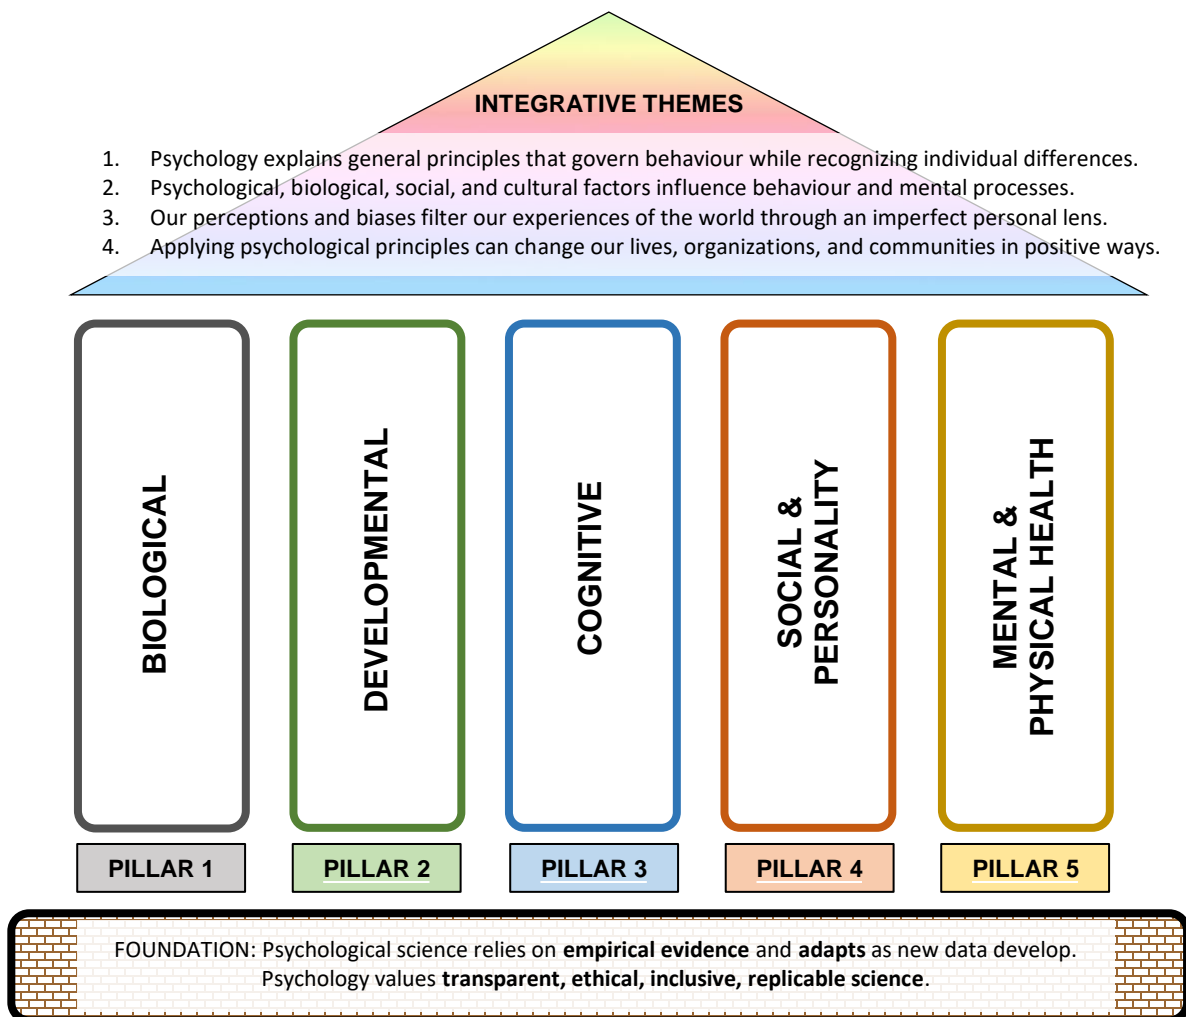 INTEGRATIVE THEMES
1. Psychology explains general principles that govern behaviour while recognizing individual differences.
2. Psychological, biological, social, and cultural factors influence behaviour and mental processes.
3. Our perceptions and biases filter our experiences of the world through an imperfect personal lens.
4. Applying psychological principles can change our lives, organizations, and communities in positive ways.
BIOLOGICAL
DEVELOPMENTAL
COGNITIVE
SOCIAL &
PERSONALITY
MENTAL &
PHYSICAL HEALTH
PILLAR 1
PILLAR 2
PILLAR 3
PILLAR 4
PILLAR 5
FOUNDATION: Psychological science relies on empirical evidence and adapts as new data develop.
Psychology values transparent, ethical, inclusive, replicable science.